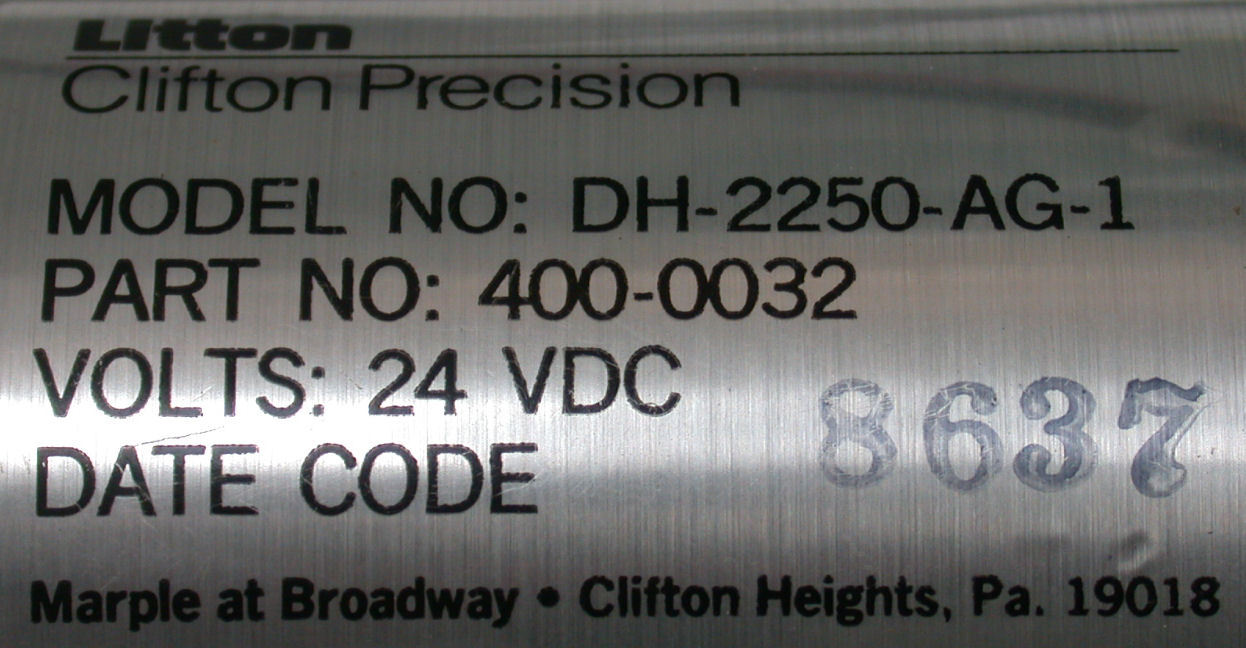 Litton
Clifton Precision
MODEL NO: DH-2250-AG-1
PART NO: 400-0032
VOLTS: 24 VDC
DATE CODE 8637
Marple at Broadway • Clifton Heights, Pa. 19018